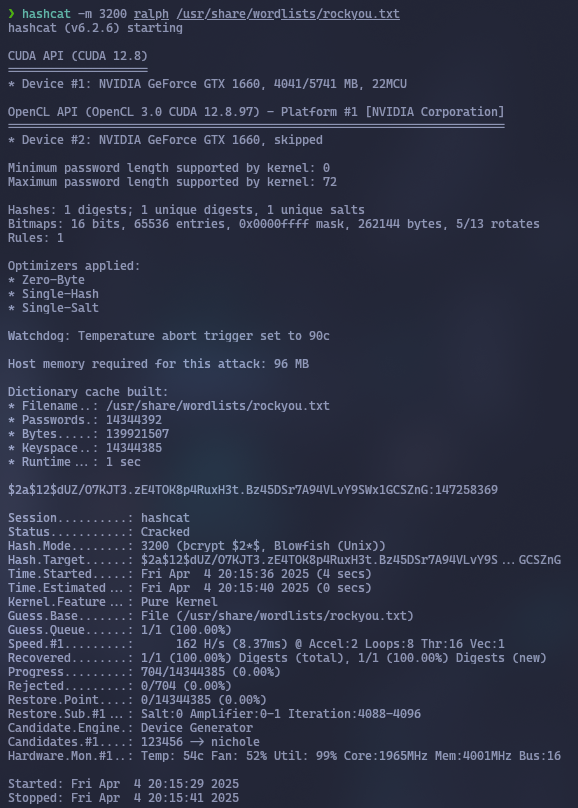 ❯ hashcat -m 3200 ralph /usr/share/wordlists/rockyou.txt
hashcat (v6.2.6) starting
CUDA API (CUDA 12.8)
====================
* Device #1: NVIDIA GeForce GTX 1660, 4041/5741 MB, 22MCU
OpenCL API (OpenCL 3.0 CUDA 12.8.97) - Platform #1 [NVIDIA Corporation]
=======================================================================
* Device #2: NVIDIA GeForce GTX 1660, skipped
Minimum password length supported by kernel: 0
Maximum password length supported by kernel: 72
Hashes: 1 digests; 1 unique digests, 1 unique salts
Bitmaps: 16 bits, 65536 entries, 0x0000ffff mask, 262144 bytes, 5/13 rotates
Rules: 1
Optimizers applied:
* Zero-Byte
* Single-Hash
* Single-Salt
Watchdog: Temperature abort trigger set to 90c
Host memory required for this attack: 96 MB
Dictionary cache built:
* Filename..: /usr/share/wordlists/rockyou.txt
* Passwords.: 14344392
* Bytes.....: 139921507
* Keyspace..: 14344385
* Runtime...: 1 sec
$2a$12$dUZ/O7KJT3.zE4TOK8p4RuxH3t.Bz45DSr7A94VLvY9SWx1GCSZnG:147258369
Session..........: hashcat
Status...........: Cracked
Hash.Mode........: 3200 (bcrypt $2*$, Blowfish (Unix))
Hash.Target......: $2a$12$dUZ/O7KJT3.zE4TOK8p4RuxH3t.Bz45DSr7A94VLvY9S...GCSZnG
Time.Started.....: Fri Apr  4 20:15:36 2025 (4 secs)
Time.Estimated...: Fri Apr  4 20:15:40 2025 (0 secs)
Kernel.Feature...: Pure Kernel
Guess.Base.......: File (/usr/share/wordlists/rockyou.txt)
Guess.Queue......: 1/1 (100.00%)
Speed.#1.........:      162 H/s (8.37ms) @ Accel:2 Loops:8 Thr:16 Vec:1
Recovered........: 1/1 (100.00%) Digests (total), 1/1 (100.00%) Digests (new)
Progress.........: 704/14344385 (0.00%)
Rejected.........: 0/704 (0.00%)
Restore.Point....: 0/14344385 (0.00%)
Restore.Sub.#1...: Salt:0 Amplifier:0-1 Iteration:4088-4096
Candidate.Engine.: Device Generator
Candidates.#1....: 123456 -> nichole
Hardware.Mon.#1..: Temp: 54c Fan: 52% Util: 99% Core:1965MHz Mem:4001MHz Bus:16
Started: Fri Apr  4 20:15:29 2025
Stopped: Fri Apr  4 20:15:41 2025